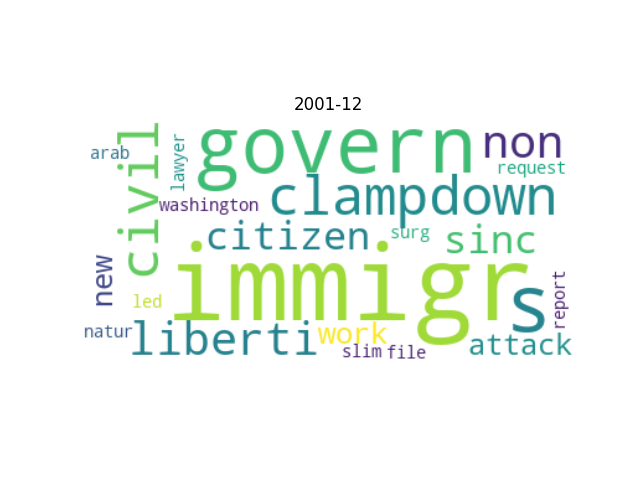 2001-12
govern
non
civil
lawyer
arab
request
clampdown
washington
citizen
surg
sinc
immigr
s
new
led
report
natur
liberti
work
attack
slim
file